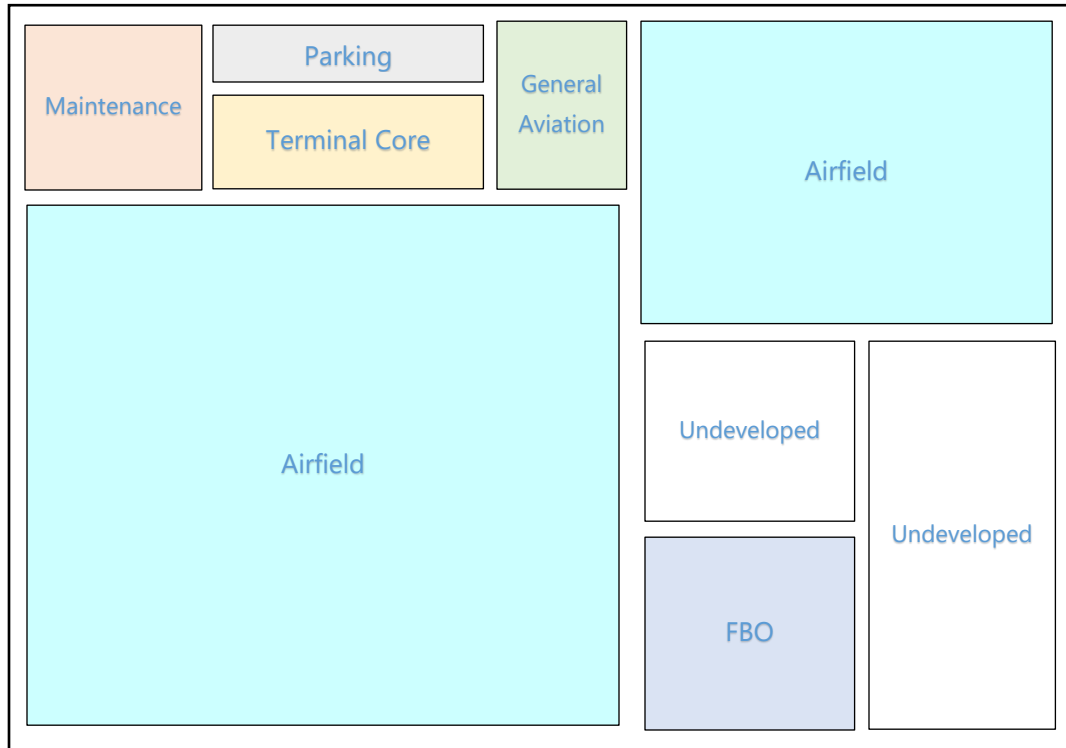 Parking
General
Aviation
Maintenance
Terminal Core
Airfield
Airfield
Undeveloped
Undeveloped
FBO